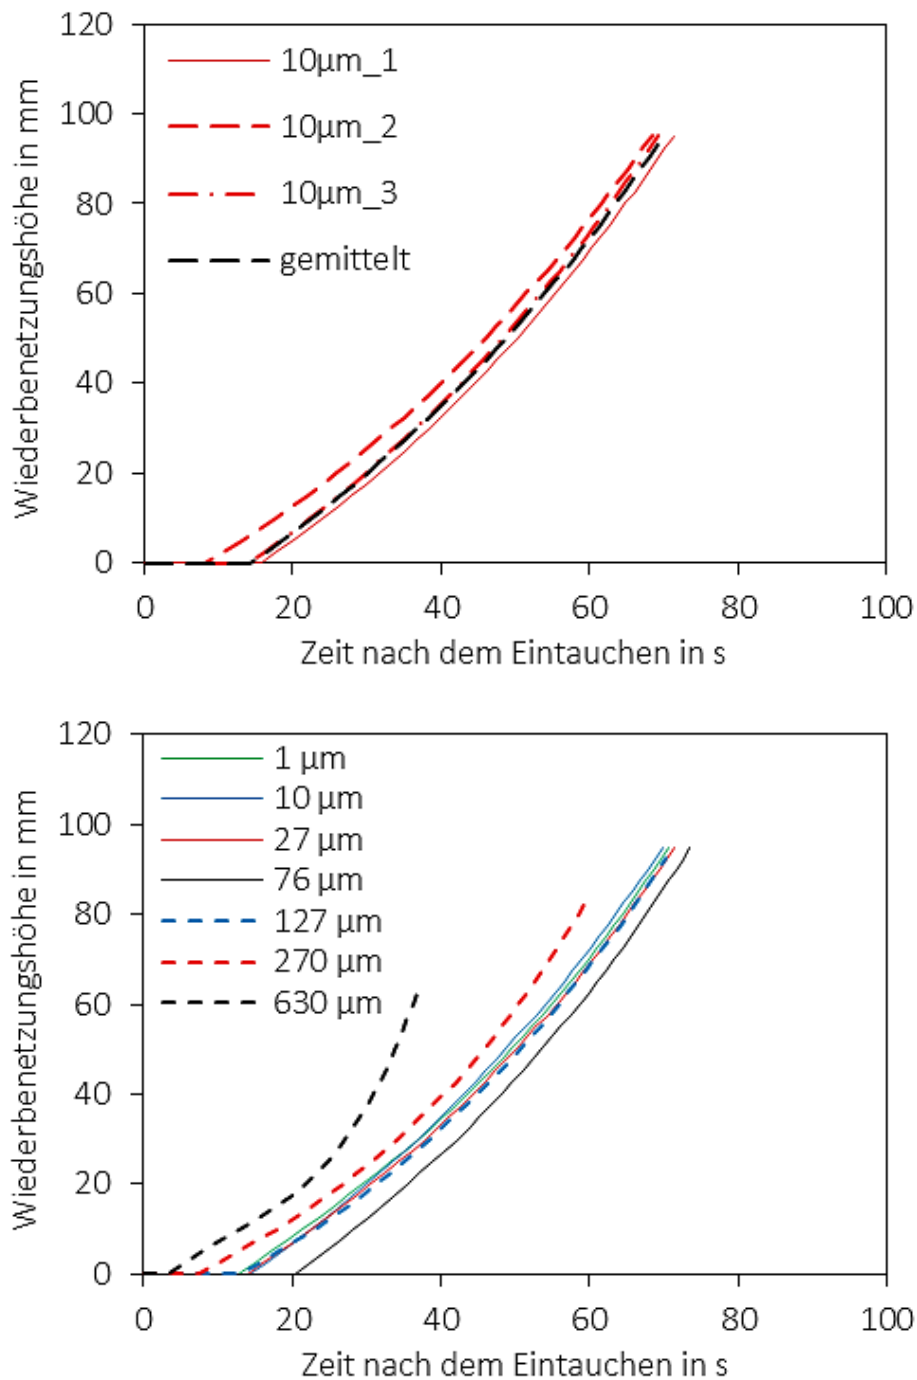 Wiederbenetzungshöhe in mm
120
100
80
60
40
20
0
10µm_1
10µm_2
10µm_3
gemittelt
0 20 40 60 80 100
Zeit nach dem Eintauchen in s
Wiederbenetzungshöhe in mm
120
100
80
60
40
20
0
1 µm
10 µm
27 µm
76 µm
127 µm
270 µm
630 µm
0 20 40 60 80 100
Zeit nach dem Eintauchen in s